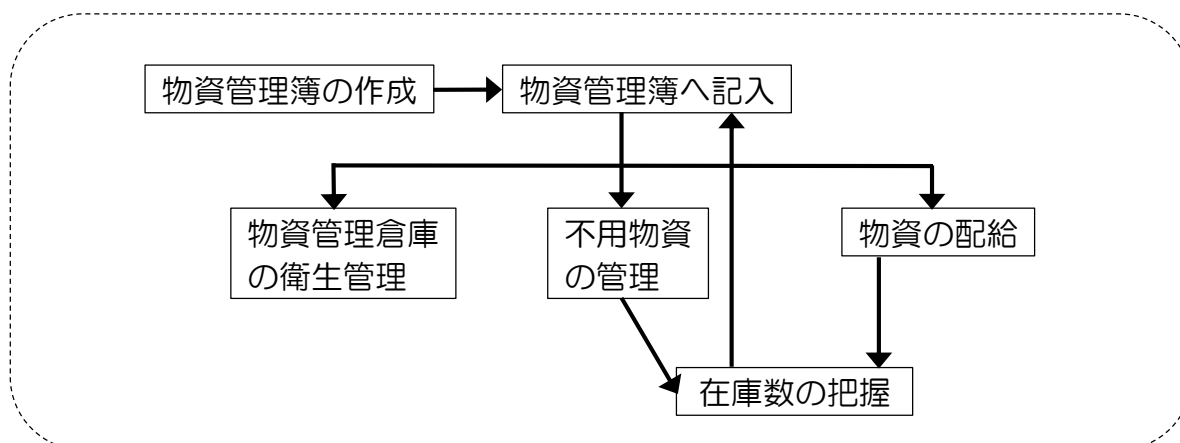 物資管理簿の作成
物資管理簿へ記入
物資管理倉庫
の衛生管理
不用物資
の管理
物資の配給
在庫数の把握